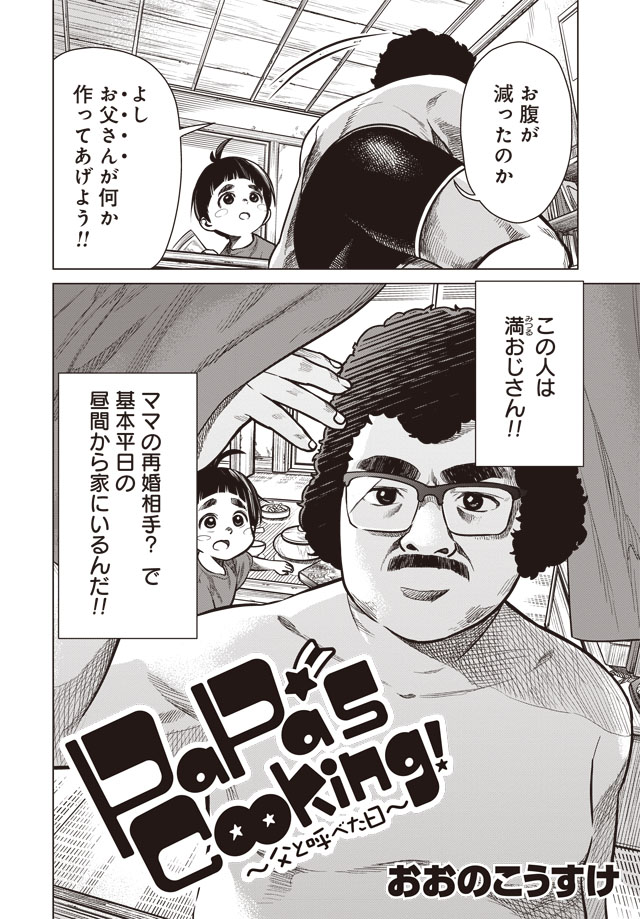 お腹が
減ったのか
よし
お父さんが何か
作ってあげよう!!
この人は
満おじさん!!
みつる
ママの再婚相手? で
基本平日の
昼間から家にいるんだ!!
PaPa's
Cooking!
〜父と呼べた日〜
おおのこうすけ